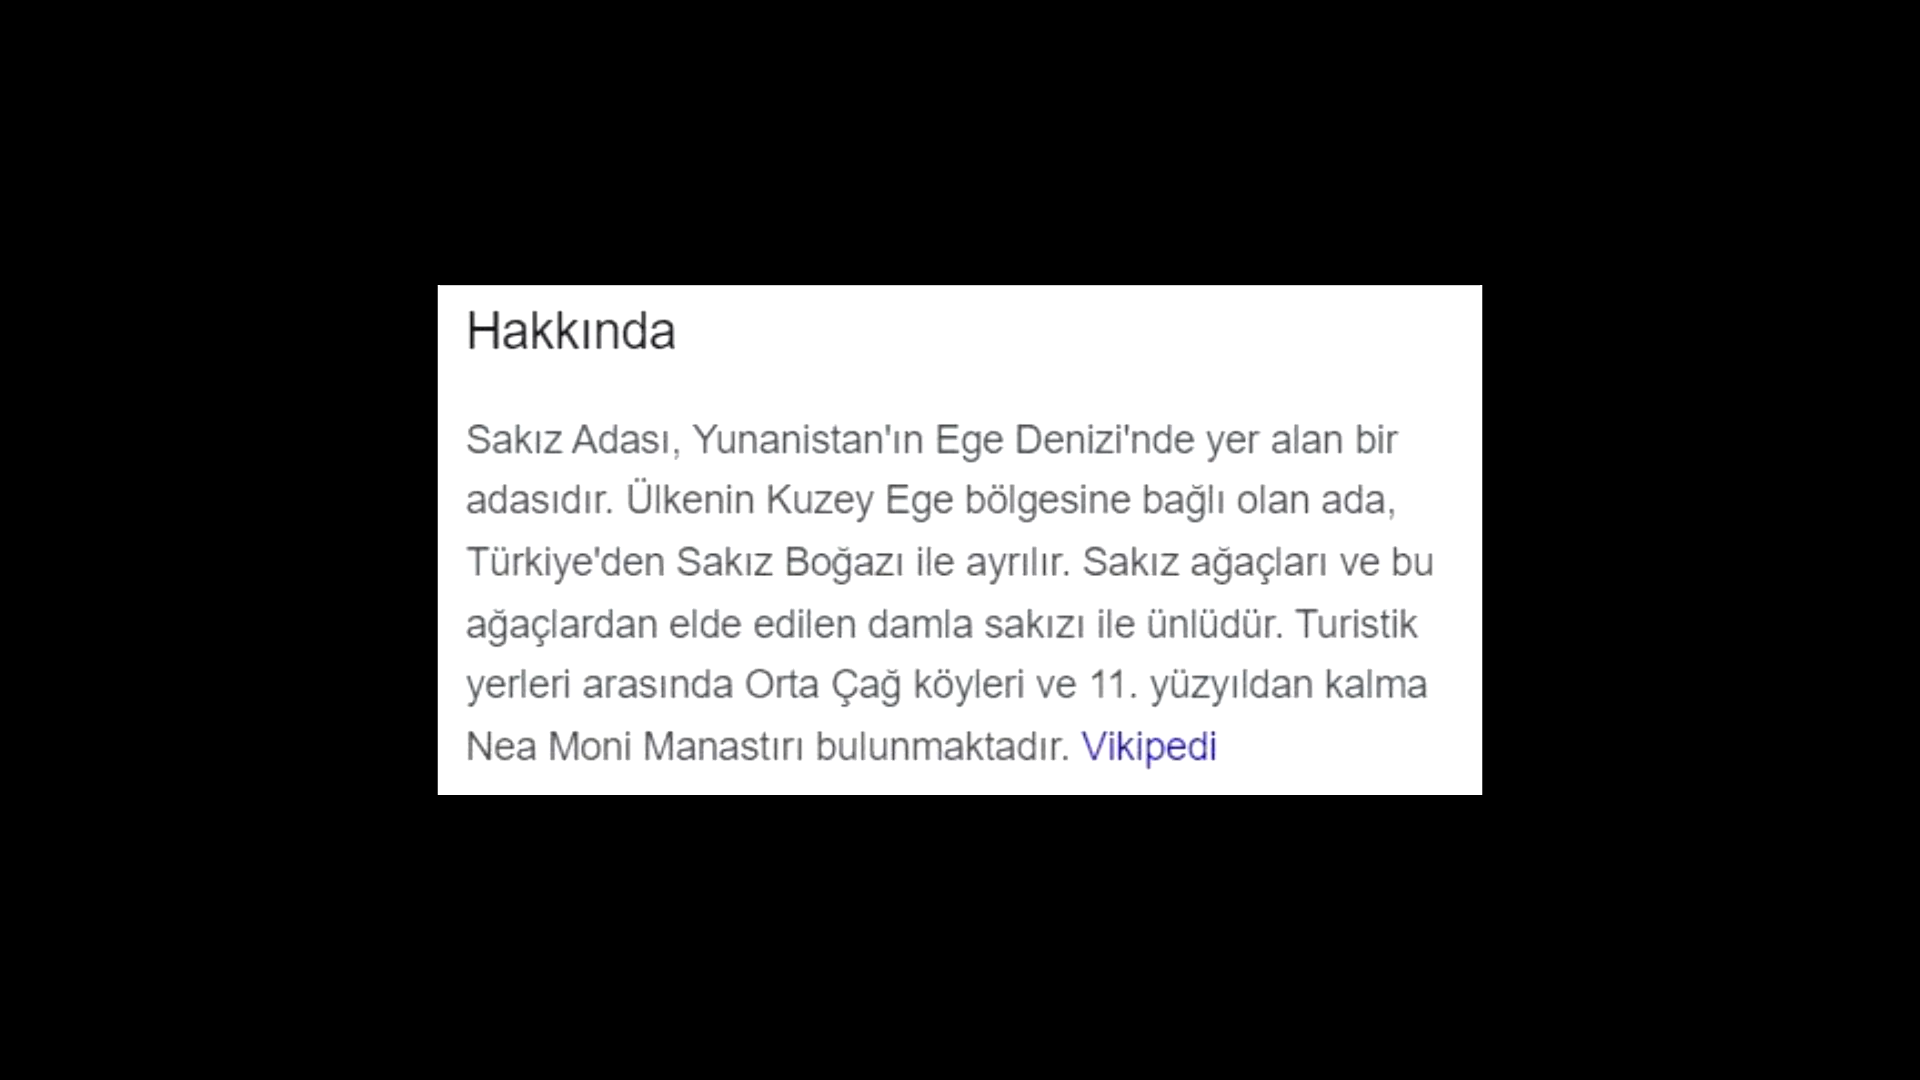 Hakkında
Sakız Adası, Yunanistan'ın Ege Denizi'nde yer alan bir
adasıdır. Ülkenin Kuzey Ege bölgesine bağlı olan ada,
Türkiye'den Sakız Boğazı ile ayrılır. Sakız ağaçları ve bu
ağaçlardan elde edilen damla sakızı ile ünlüdür. Turistik
yerleri arasında Orta Çağ köyleri ve 11. yüzyıldan kalma
Nea Moni Manastırı bulunmaktadır. Vikipedi